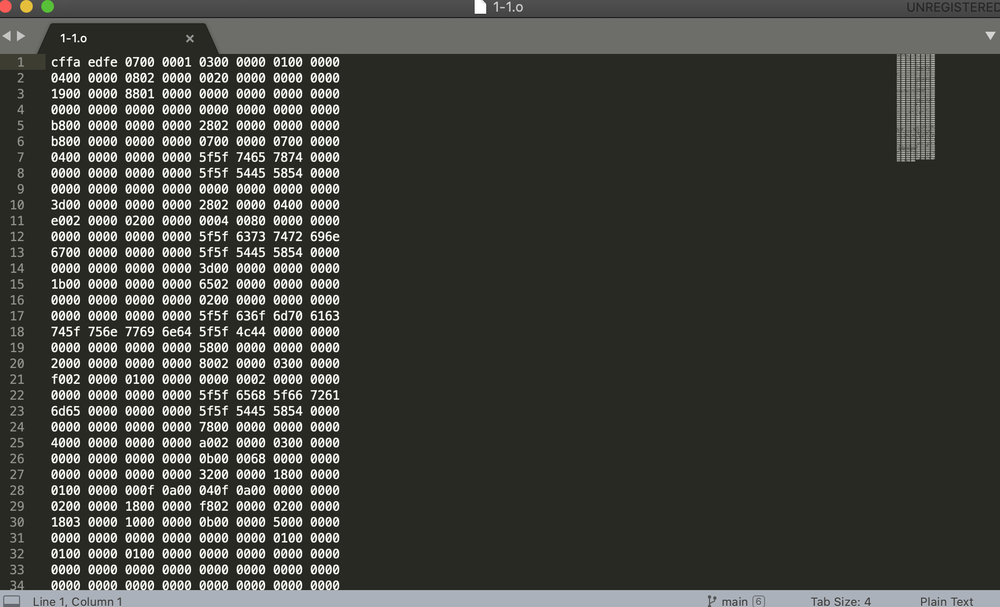 1-1.o
UNREGISTERED
1-1.o ×
1 cffa edfe 0700 0001 0300 0000 0100 0000
2 0400 0000 0802 0000 0020 0000 0000 0000
3 1900 0000 8801 0000 0000 0000 0000 0000
4 0000 0000 0000 0000 0000 0000 0000 0000
5 b800 0000 0000 0000 2802 0000 0000 0000
6 b800 0000 0000 0000 0700 0000 0700 0000
7 0400 0000 0000 0000 5f5f 7465 7874 0000
8 0000 0000 0000 0000 5f5f 5445 5854 0000
9 0000 0000 0000 0000 0000 0000 0000 0000
10 3d00 0000 0000 0000 2802 0000 0400 0000
11 e002 0000 0200 0000 0004 0080 0000 0000
12 0000 0000 0000 0000 5f5f 6373 7472 696e
13 6700 0000 0000 0000 5f5f 5445 5854 0000
14 0000 0000 0000 0000 3d00 0000 0000 0000
15 1b00 0000 0000 0000 6502 0000 0000 0000
16 0000 0000 0000 0000 0200 0000 0000 0000
17 0000 0000 0000 0000 5f5f 636f 6d70 6163
18 745f 756e 7769 6e64 5f5f 4c44 0000 0000
19 0000 0000 0000 0000 5800 0000 0000 0000
20 2000 0000 0000 0000 8002 0000 0300 0000
21 f002 0000 0100 0000 0000 0002 0000 0000
22 0000 0000 0000 0000 5f5f 6568 5f66 7261
23 6d65 0000 0000 0000 5f5f 5445 5854 0000
24 0000 0000 0000 0000 7800 0000 0000 0000
25 4000 0000 0000 0000 a002 0000 0300 0000
26 0000 0000 0000 0000 0b00 0068 0000 0000
27 0000 0000 0000 0000 3200 0000 1800 0000
28 0100 0000 000f 0a00 040f 0a00 0000 0000
29 0200 0000 1800 0000 f802 0000 0200 0000
30 1803 0000 1000 0000 0b00 0000 5000 0000
31 0000 0000 0000 0000 0000 0000 0100 0000
32 0100 0000 0100 0000 0000 0000 0000 0000
33 0000 0000 0000 0000 0000 0000 0000 0000
34 0000 0000 0000 0000 0000 0000 0000 0000
Line 1, Column 1
main 6
Tab Size: 4
Plain Text